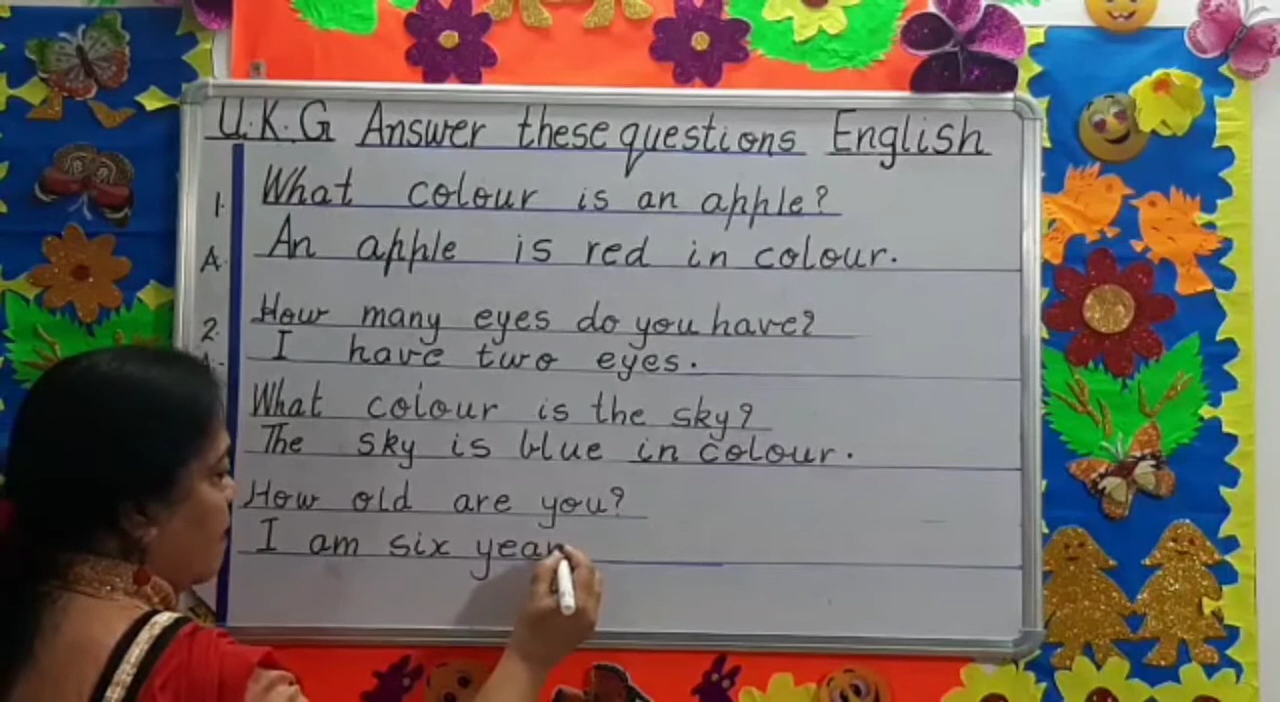 U.K.G Answer these questions English
1. What colour is an apple?
A. An apple is red in colour.
2. How many eyes do you have?
A. I have two eyes.
What colour is the sky?
The sky is blue in colour.
How old are you?
I am six year